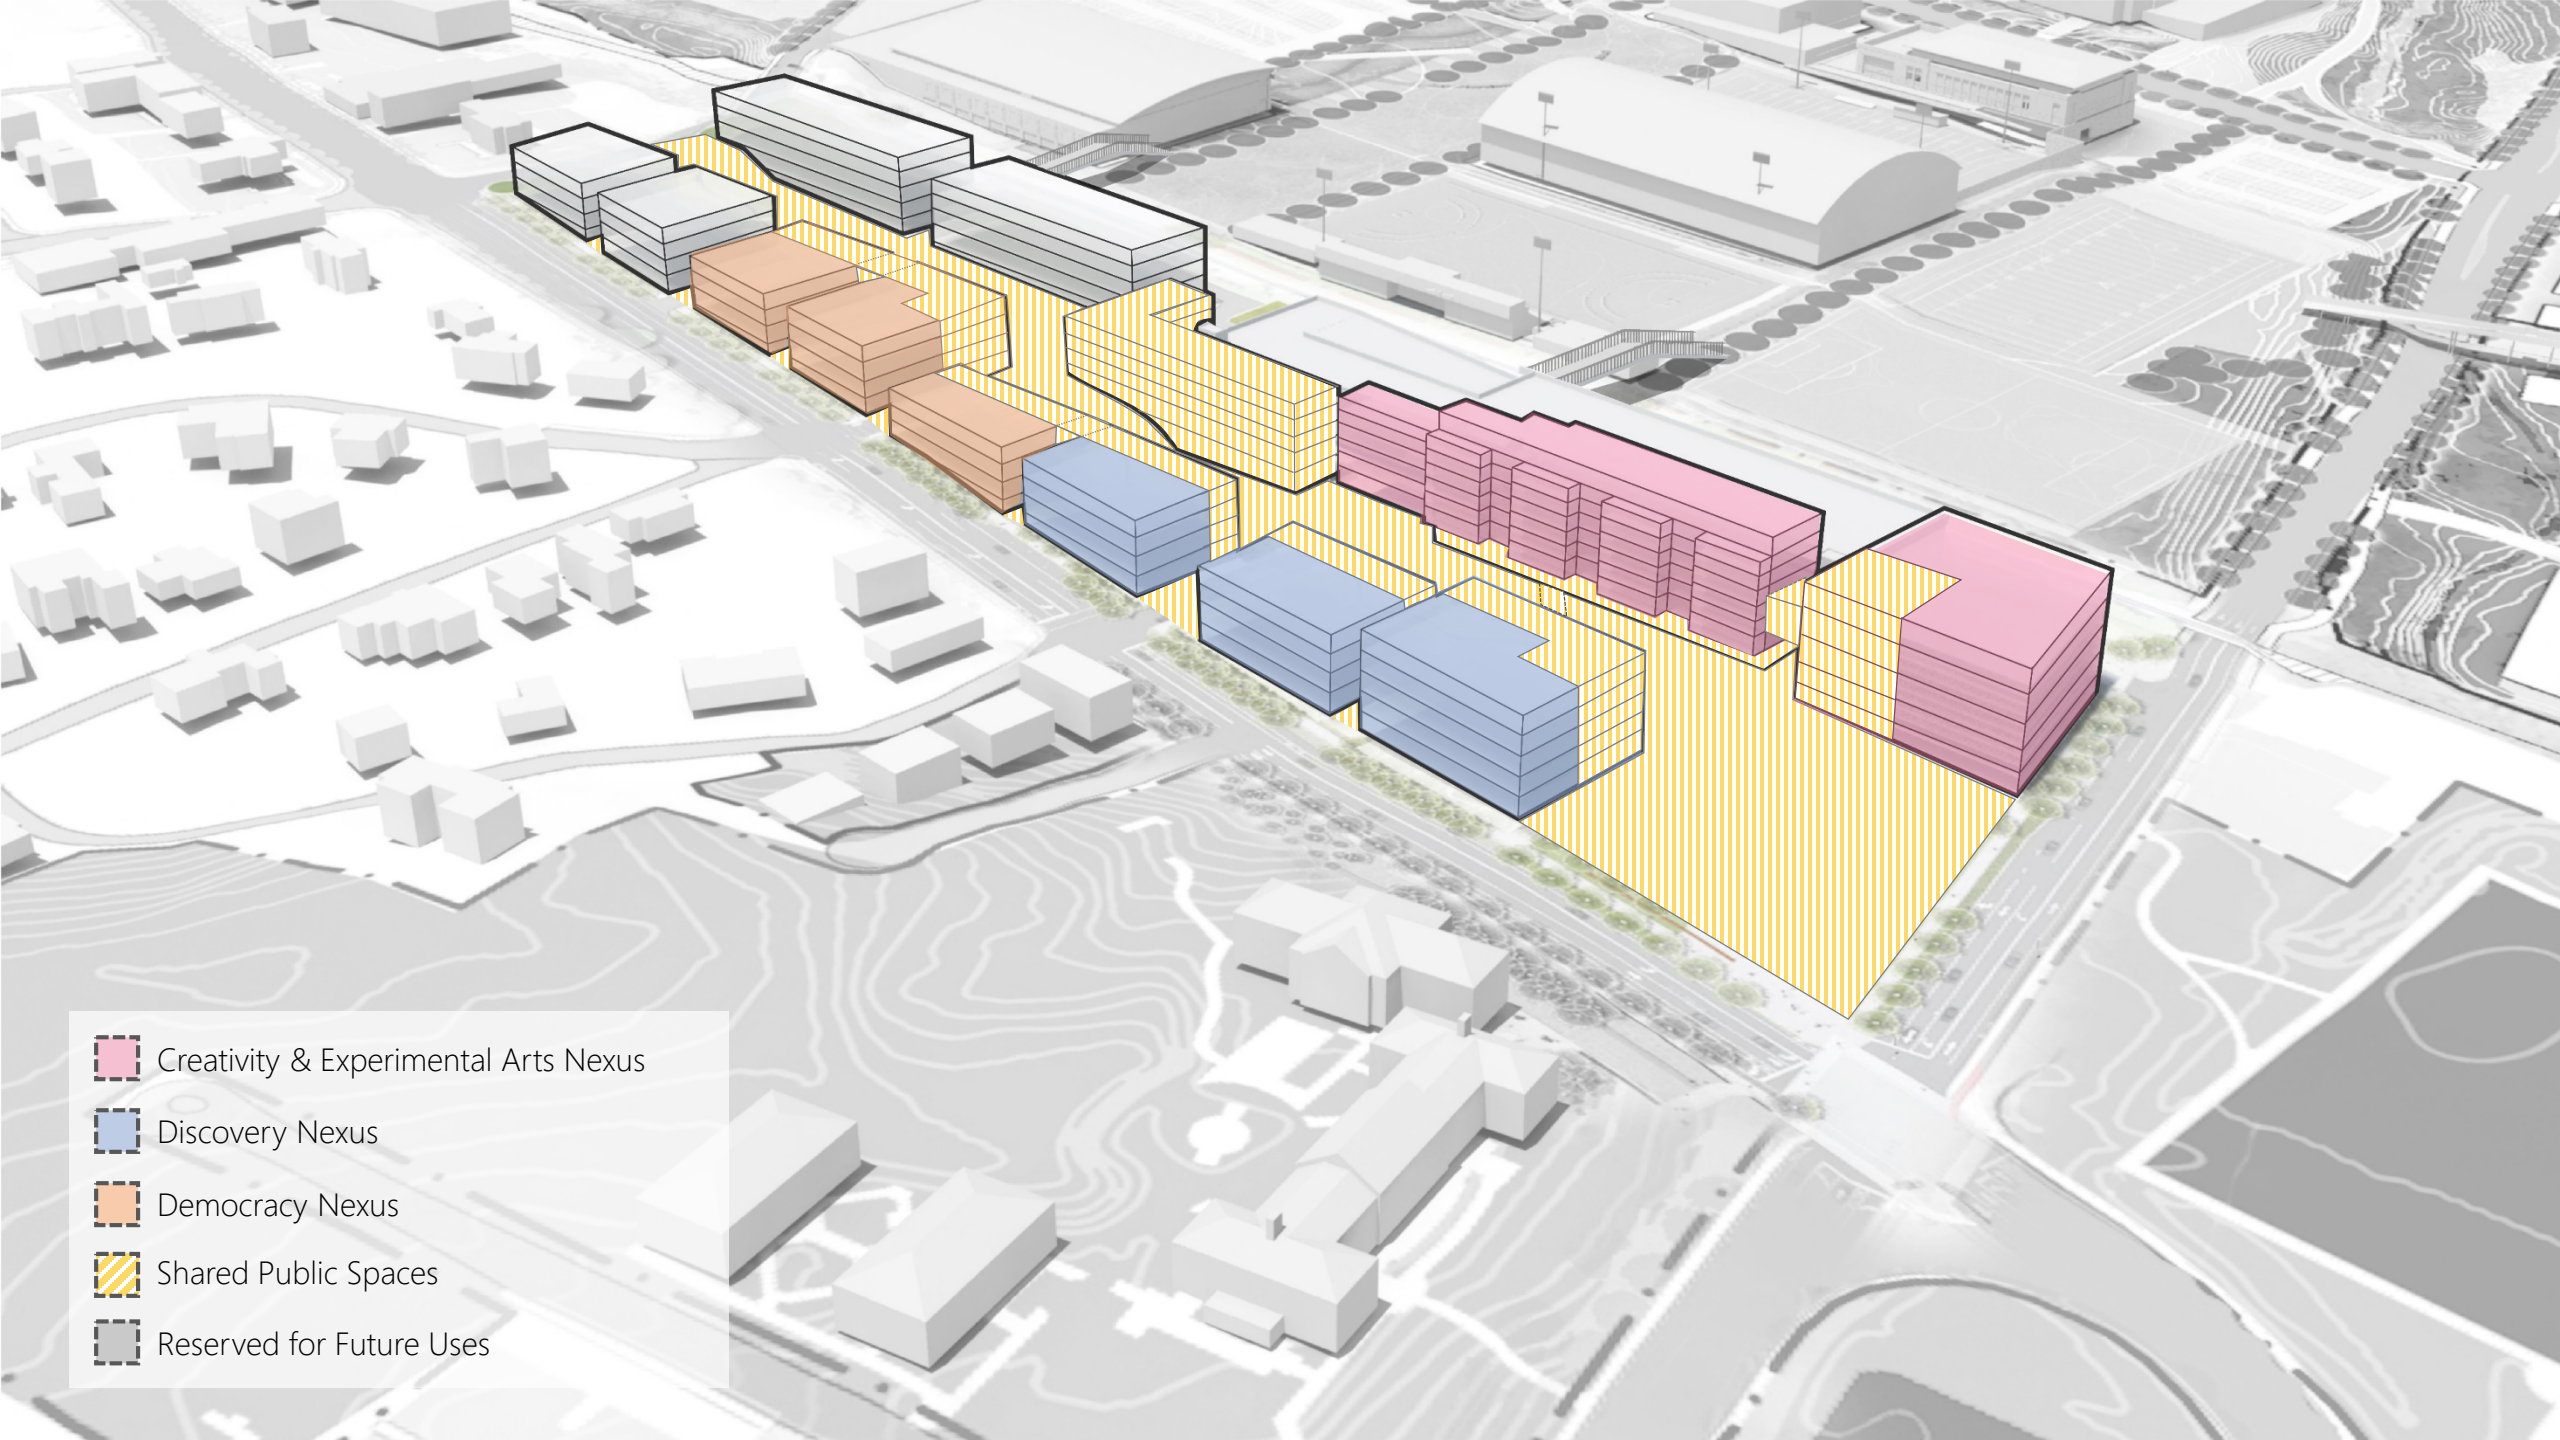 Creativity & Experimental Arts Nexus
Discovery Nexus
Democracy Nexus
Shared Public Spaces
Reserved for Future Uses